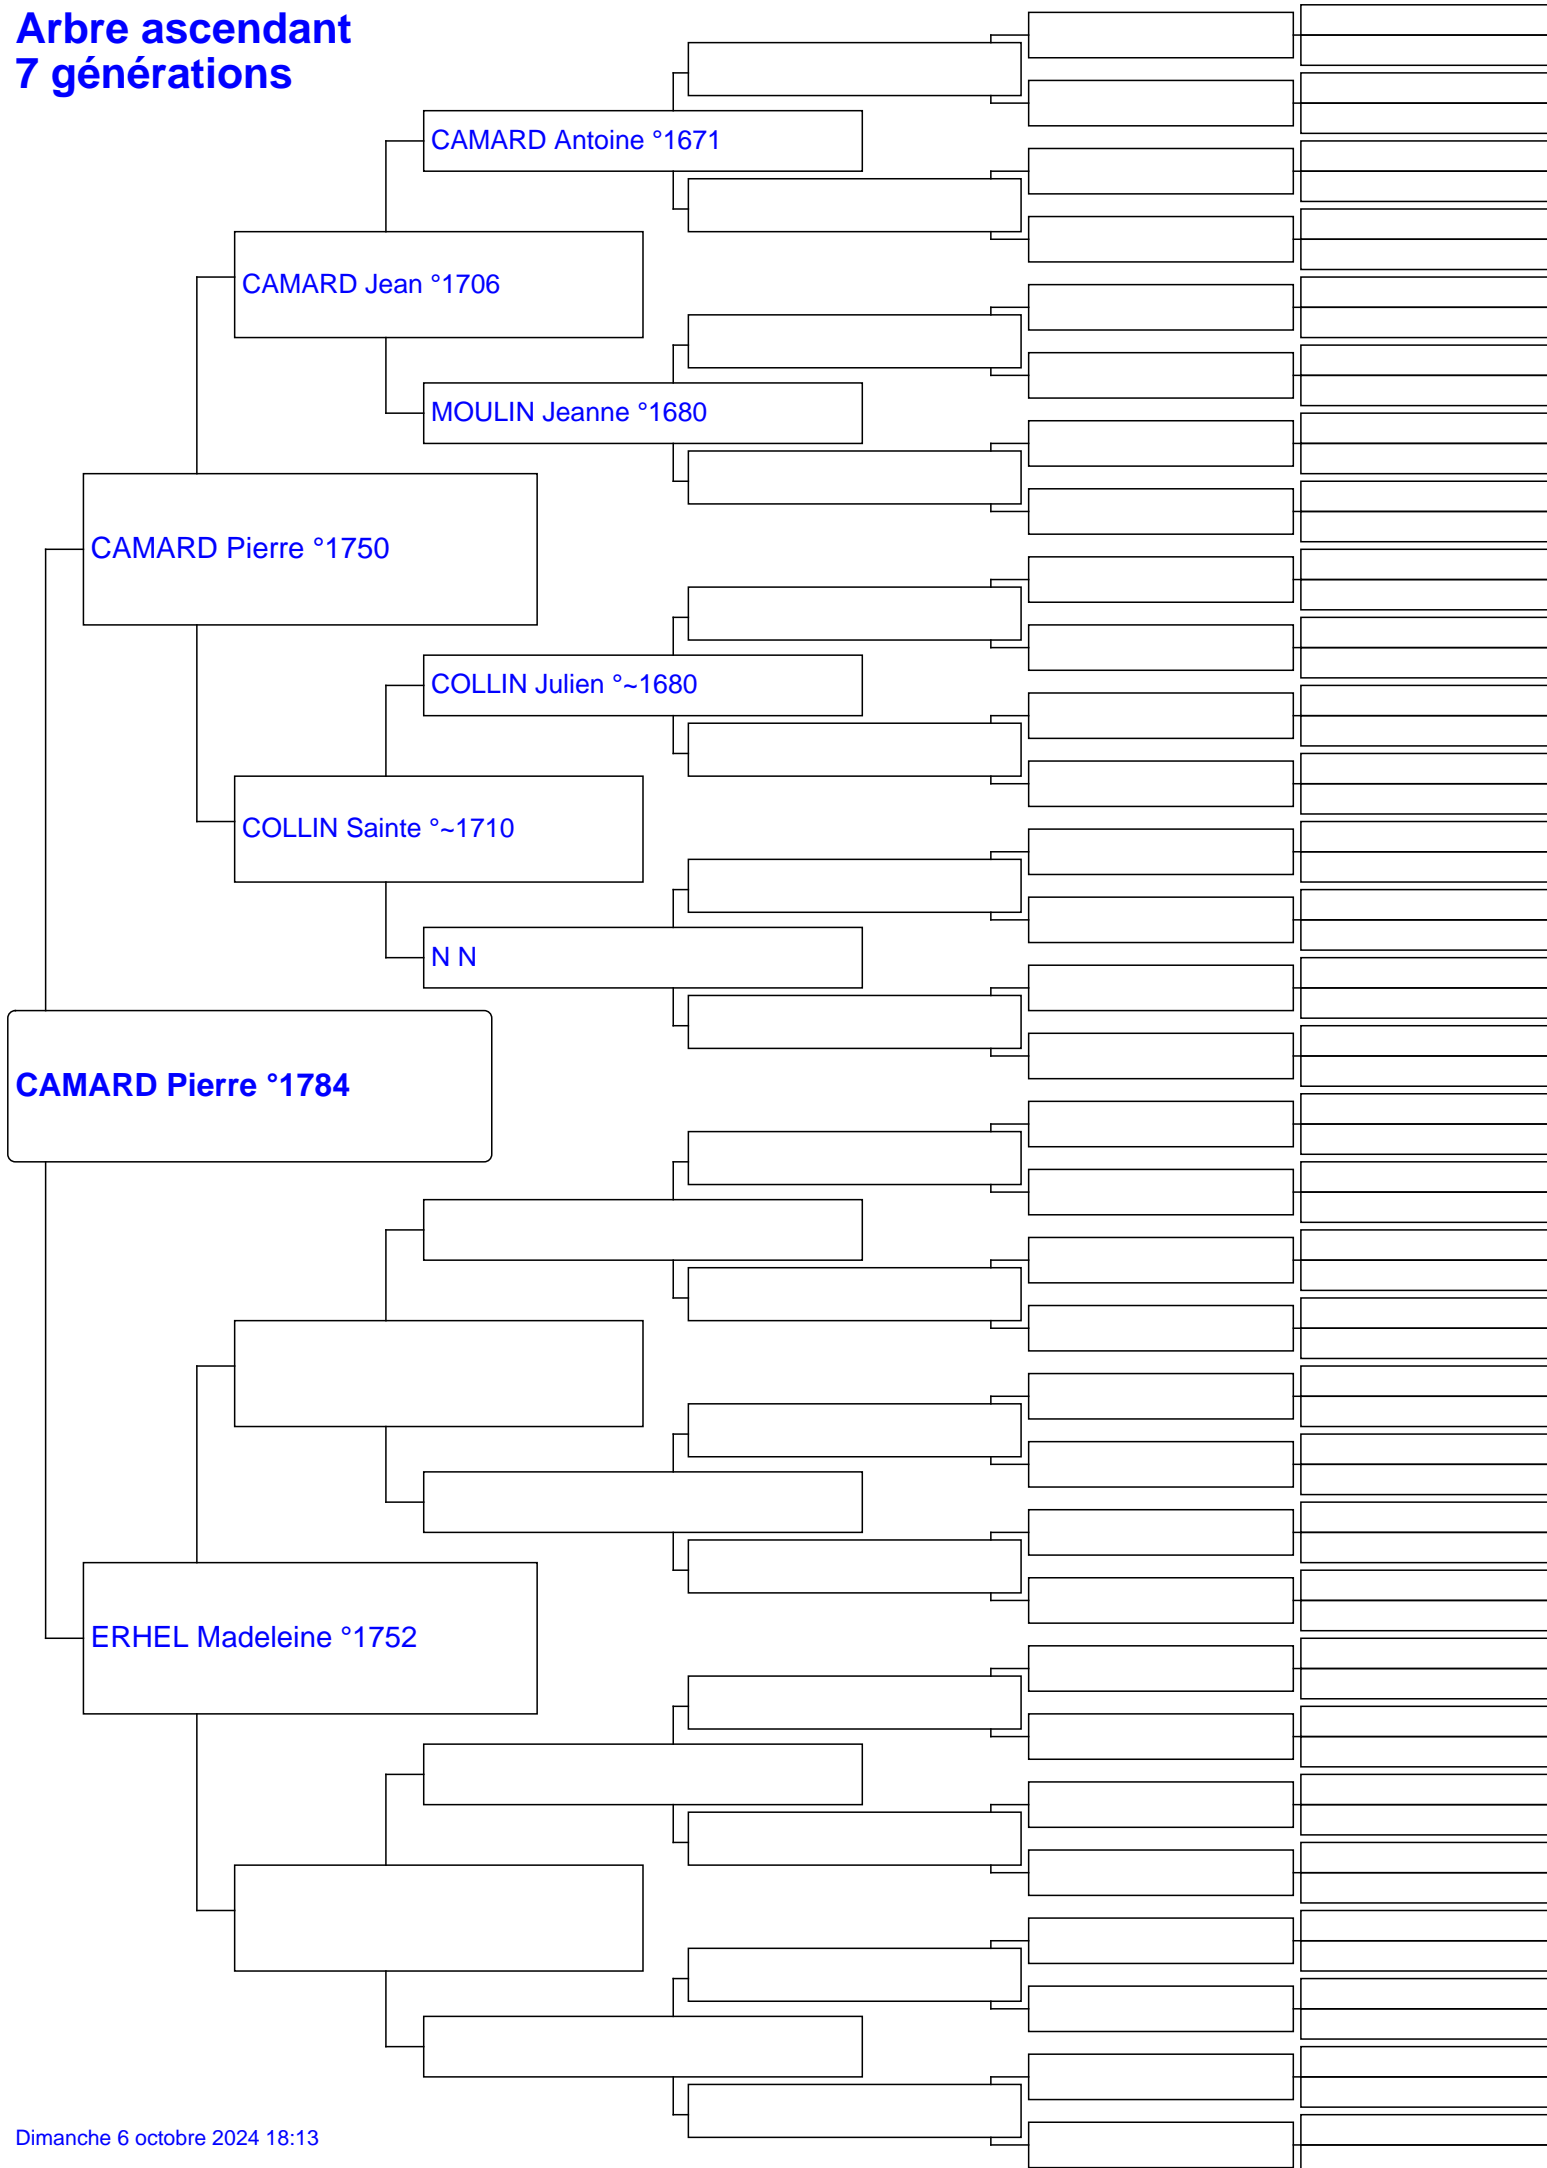 Arbre ascendant
7 générations
CAMARD Antoine °1671
CAMARD Jean °1706
MOULIN Jeanne °1680
CAMARD Pierre °1750
COLLIN Julien °~1680
COLLIN Sainte °~1710
N N
CAMARD Pierre °1784
ERHEL Madeleine °1752
Dimanche 6 octobre 2024 18:13